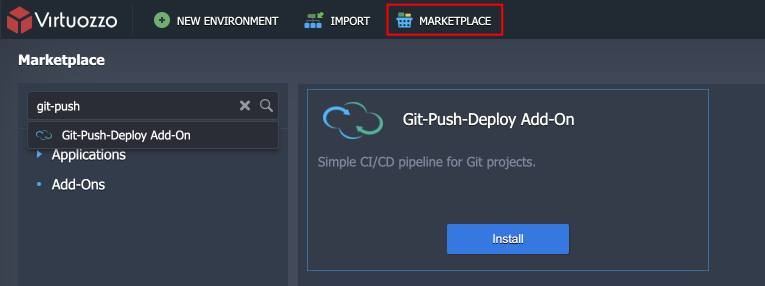 Virtuozzo NEW ENVIRONMENT IMPORT MARKETPLACE
Marketplace
git-push
Git-Push-Deploy Add-On
Applications
Add-Ons
Git-Push-Deploy Add-On
Simple CI/CD pipeline for Git projects.
Install